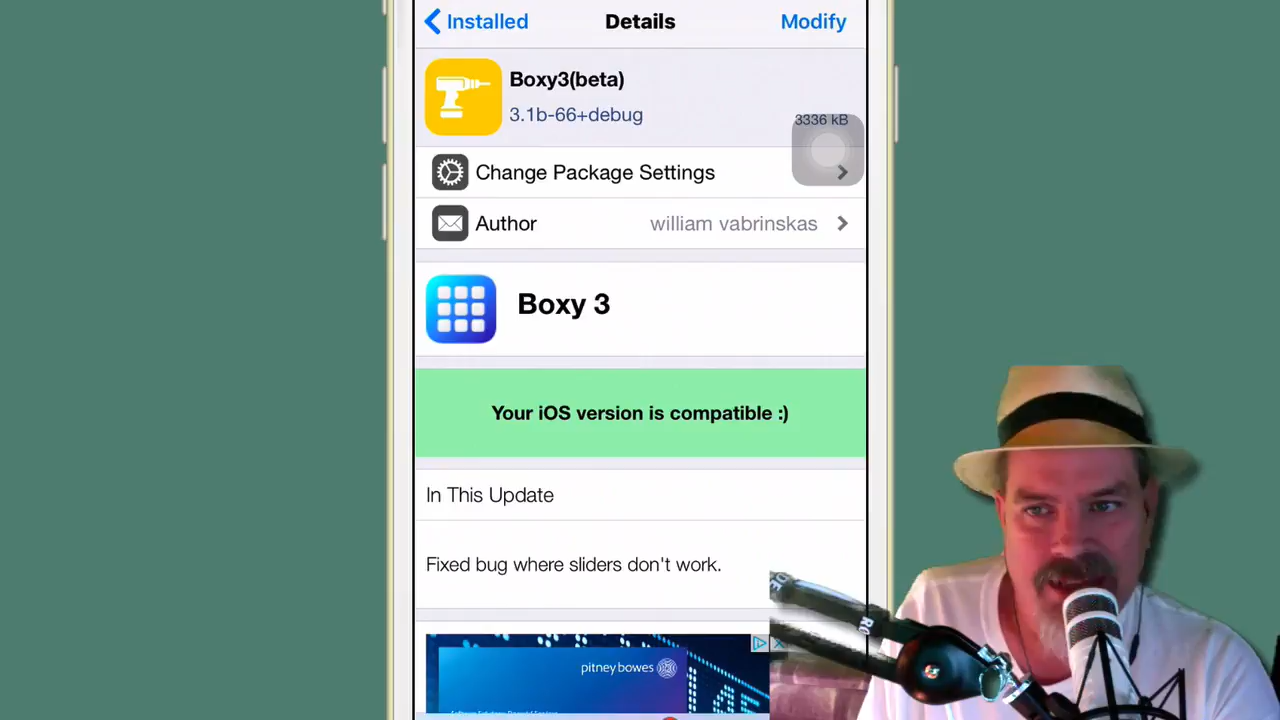 Installed
Details
Modify
Boxy3(beta)
3.1b-66+debug
3336 kB
Change Package Settings
Author
william vabrinskas
Boxy 3
Your iOS version is compatible :)
In This Update
Fixed bug where sliders don't work.
pitney bowes